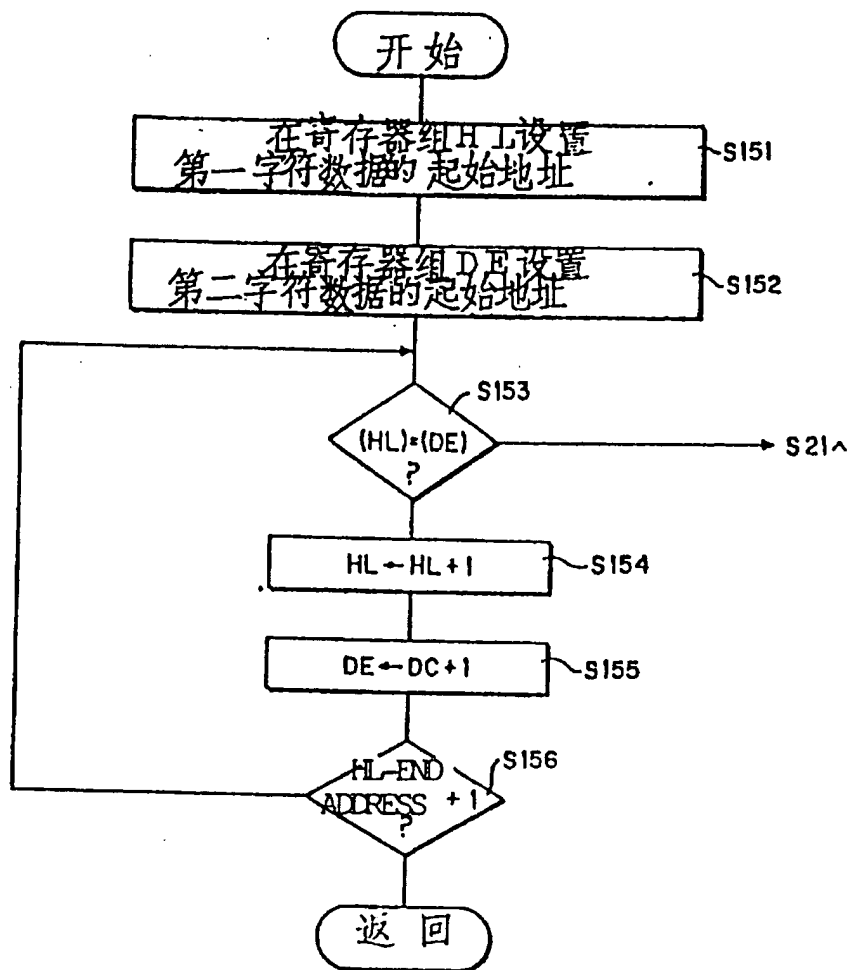 开始
在寄存器组HL设置
第一字符数据的起始地址
S151
在寄存器组DE设置
第二字符数据的起始地址
S152
S153
(HL)=(DE)
?
S21^
HL←HL+1
S154
DE←DC+1
S155
HL-END
ADDRESS +1
?
S156
返回